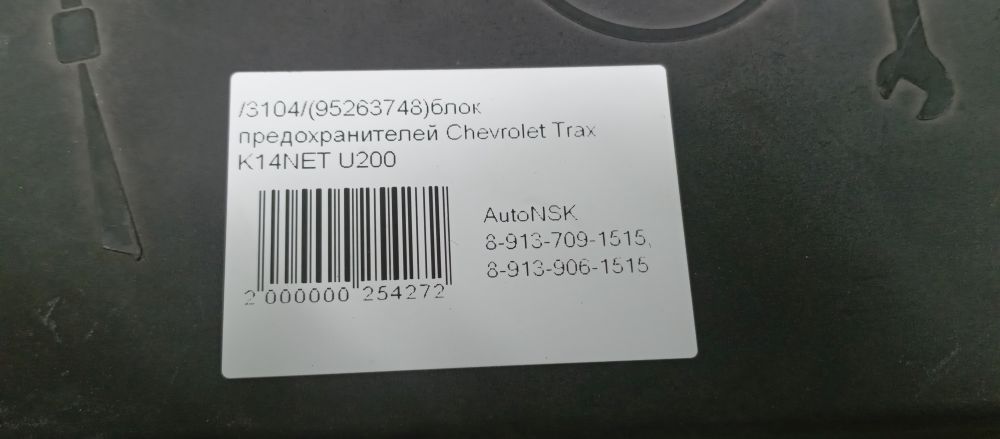 /3104/(95263748)блок
предохранителей Chevrolet Trax
K14NET U200
AutoNSK
8-913-709-1515,
8-913-906-1515
2 000000 254272